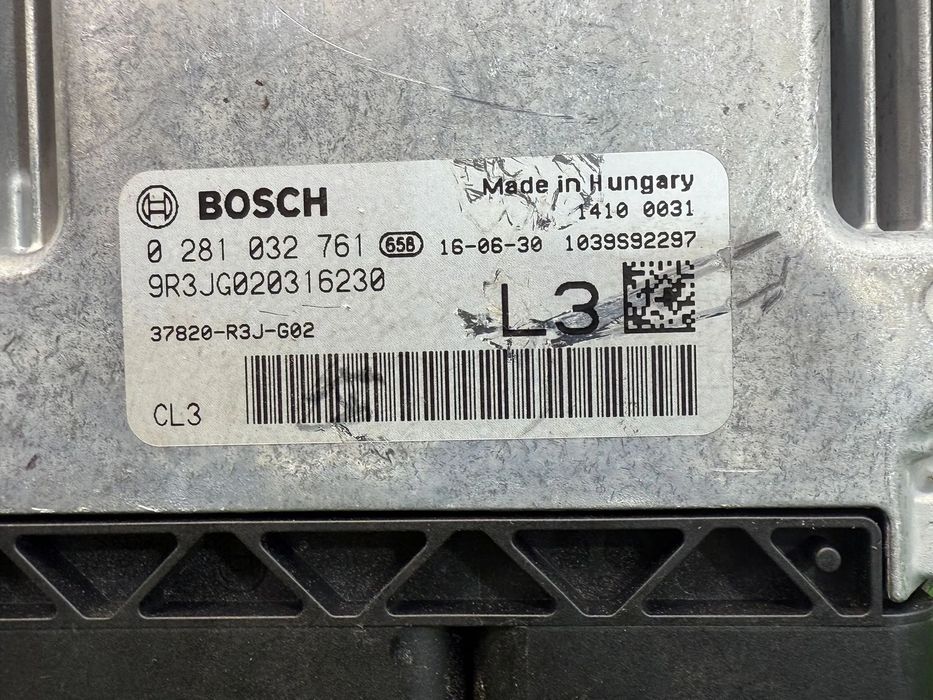 BOSCH
Made in Hungary
1410 0031
0 281 032 761 658 16-06-30 1039S92297
9R3JG020316230
37820-R3J-G02
L3
CL3